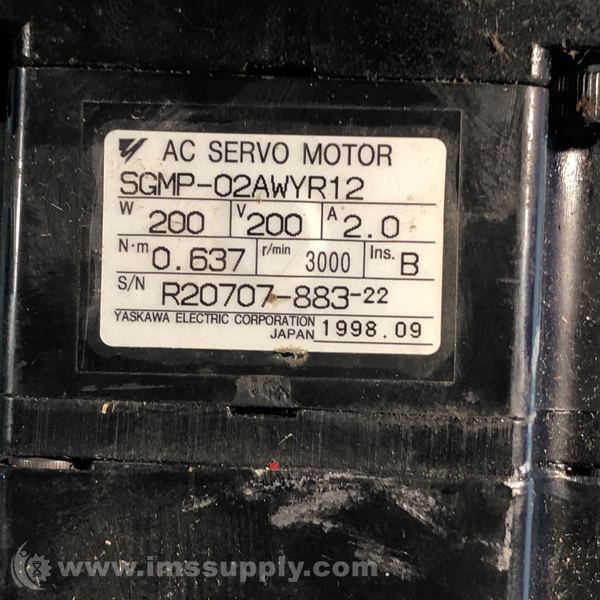 AC SERVO MOTOR
SGMP-02AWYR12
W 200 V 200 A 2.0
N·m 0.637 r/min 3000 Ins. B
S/N R20707-883-22
YASKAWA ELECTRIC CORPORATION
JAPAN 1998.09
www.imssupply.com